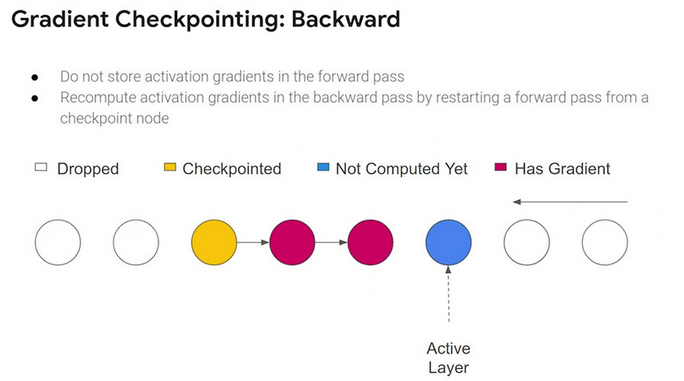 Gradient Checkpointing: Backward
● Do not store activation gradients in the forward pass
● Recompute activation gradients in the backward pass by restarting a forward pass from a
checkpoint node
Dropped Checkpointed Not Computed Yet Has Gradient
Active
Layer